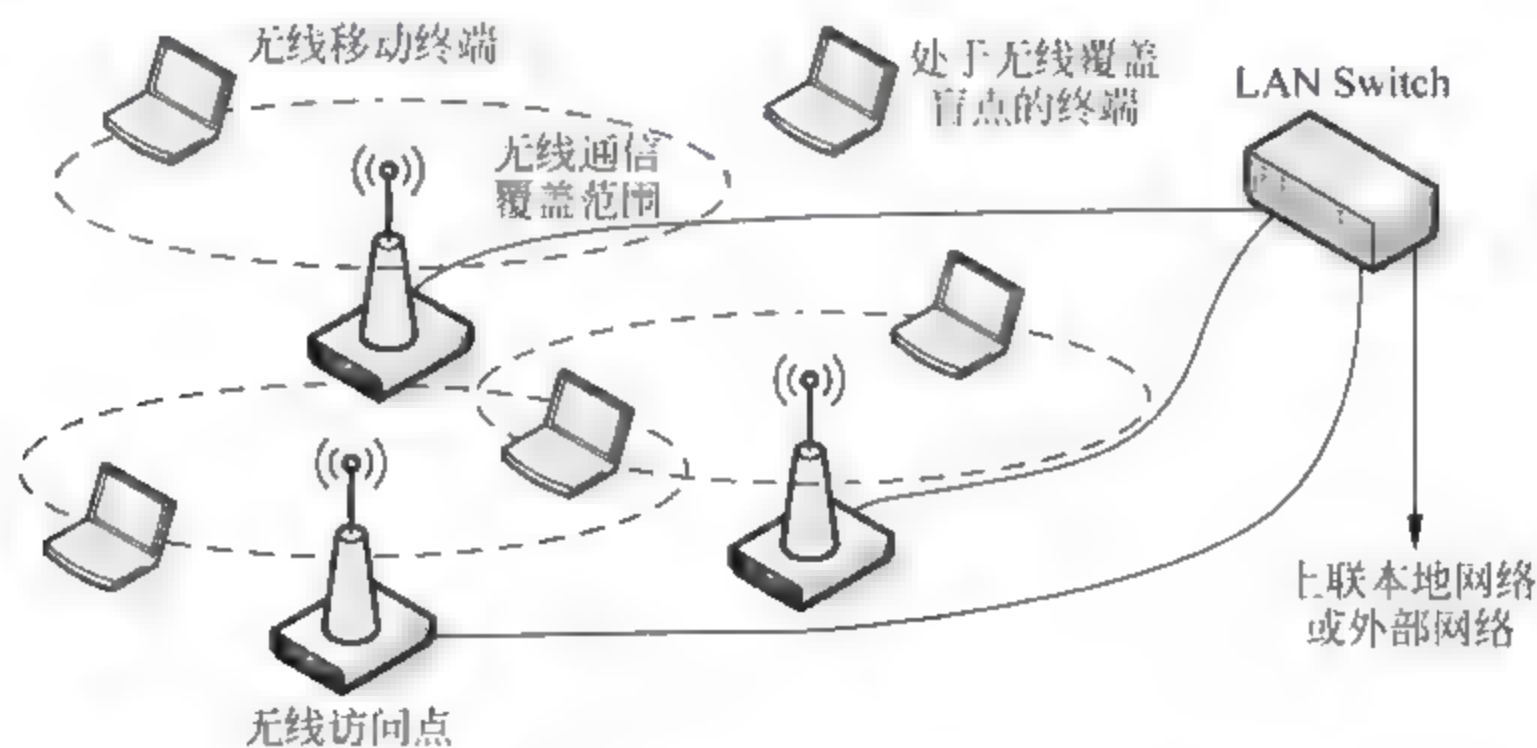 无线移动终端
处于无线覆盖
盲点的终端
LAN Switch
无线通信
覆盖范围
上联本地网络
或外部网络
无线访问点